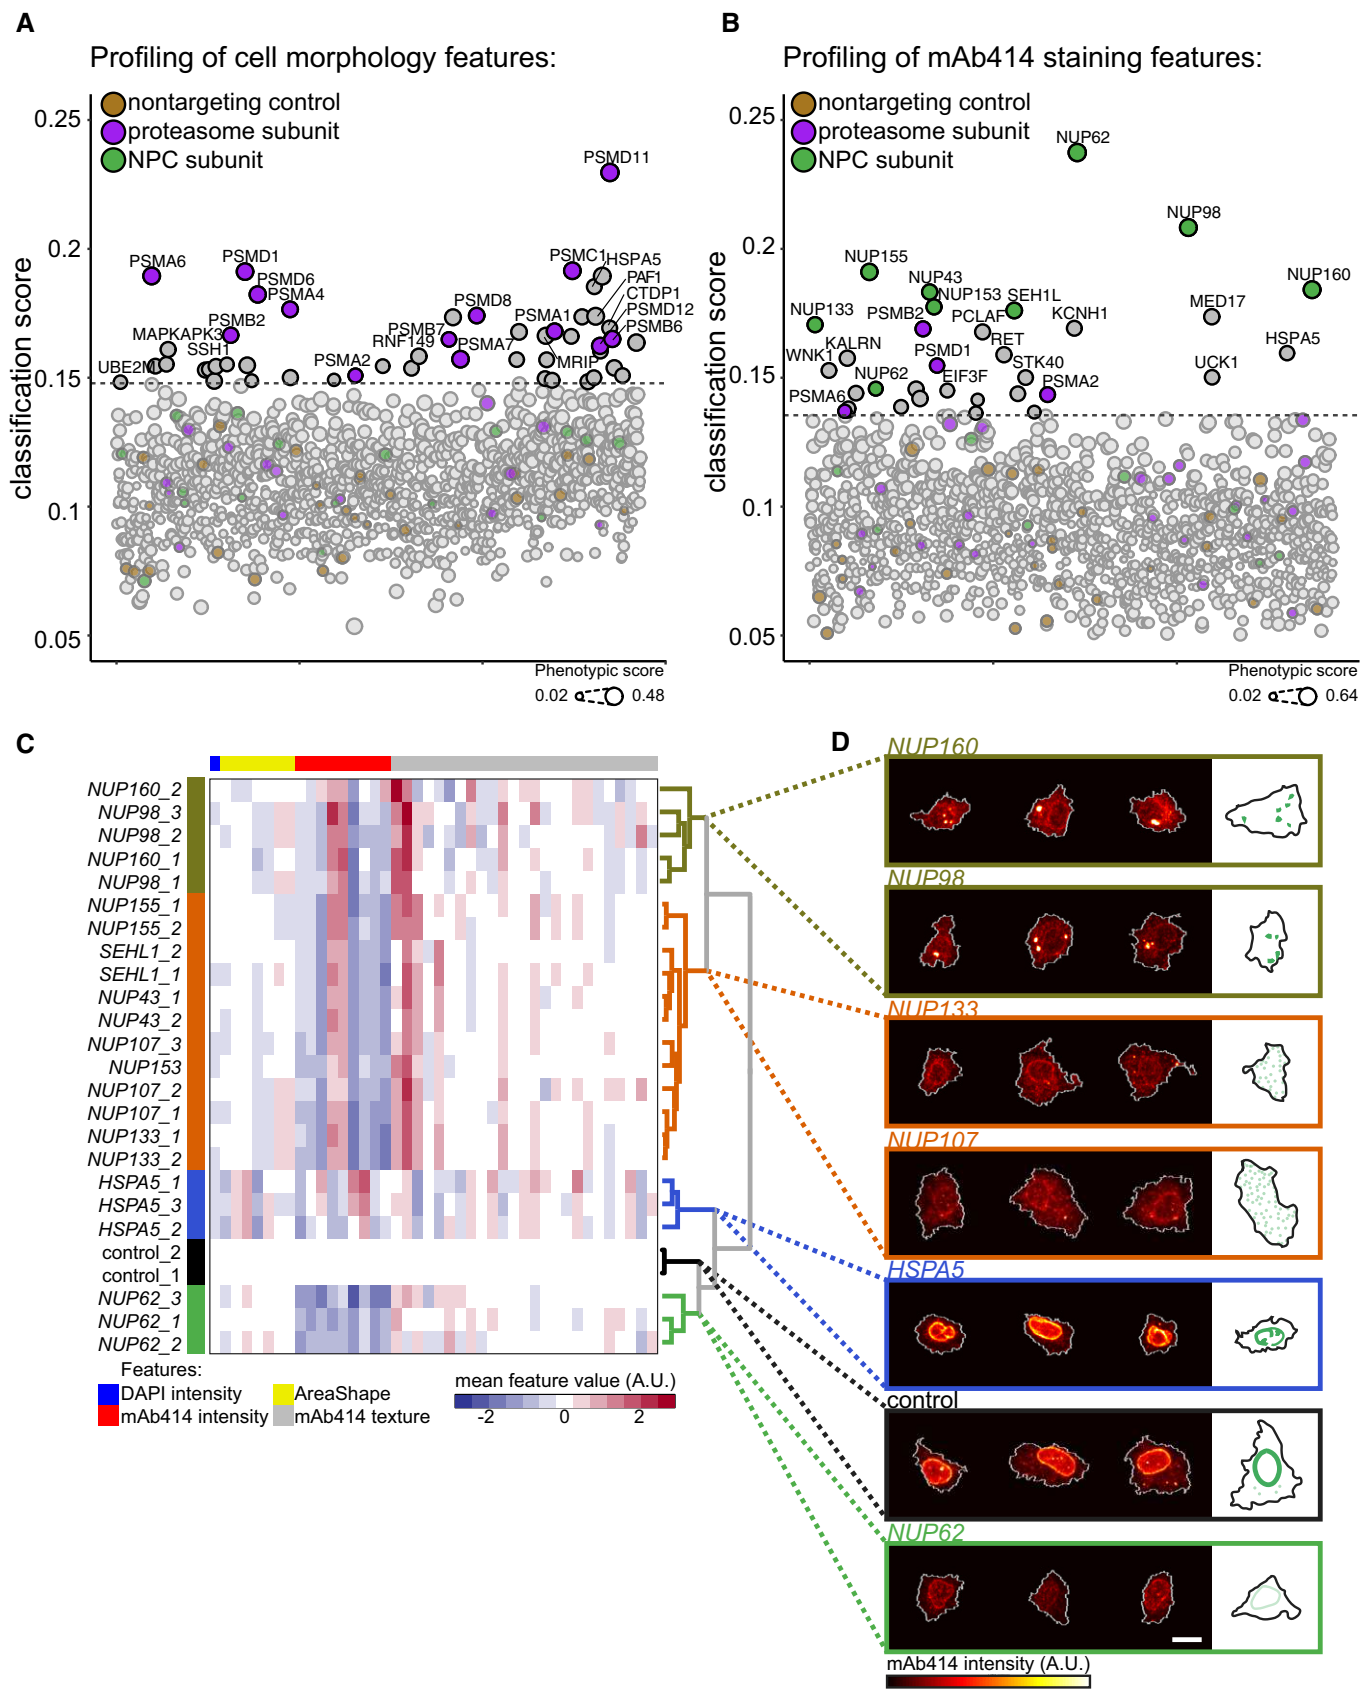 A
Profiling of cell morphology features:
nontargeting control
proteasome subunit
NPC subunit
classification score
0.25
0.2
0.15
0.1
0.05
PSMD11
PSMA6
PSMD1
PSMD6
PSMA4
PSMB2
MAPKAPK3
SSH1
UBE2M
PSMC1
HSPA5
PAF1
CTDP1
PSMD12
PSMB6
PSMD8
PSMA1
PSMB7
RNF149
PSMA7
PSMA2
MRIP
Phenotypic score
0.02 0.48
B
Profiling of mAb414 staining features:
nontargeting control
proteasome subunit
NPC subunit
classification score
0.25
0.2
0.15
0.1
0.05
NUP62
NUP98
NUP155
NUP160
NUP43
NUP153
SEH1L
NUP133
PSMB2
PCLAF
KCNH1
MED17
RET
HSPA5
KALRN
WNK1
PSMD1
STK40
UCK1
NUP62
EIF3F
PSMA2
PSMA6
Phenotypic score
0.02 0.64
C
NUP160_2
NUP98_3
NUP98_2
NUP160_1
NUP98_1
NUP155_1
NUP155_2
SEHL1_2
SEHL1_1
NUP43_1
NUP43_2
NUP107_3
NUP153
NUP107_2
NUP107_1
NUP133_1
NUP133_2
HSPA5_1
HSPA5_3
HSPA5_2
control_2
control_1
NUP62_3
NUP62_1
NUP62_2
Features:
DAPI intensity
AreaShape
mAb414 intensity
mAb414 texture
mean feature value (A.U.)
-2 0 2
D
NUP160
NUP98
NUP133
NUP107
HSPA5
control
NUP62
mAb414 intensity (A.U.)